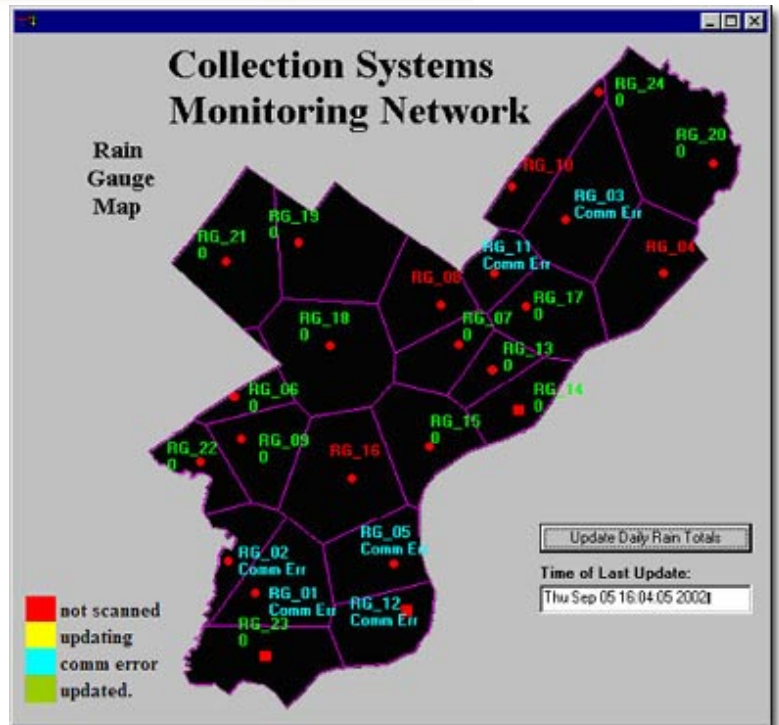 Collection Systems
Monitoring Network
Rain
Gauge
Map
RG_24
0
RG_20
0
RG_10
RG_03
Comm Err
RG_19
0
RG_21
0
RG_11
Comm Err
RG_04
RG_08
RG_17
0
RG_18
0
RG_07
0
RG_13
0
RG_06
0
RG_14
0
RG_15
0
RG_09
0
RG_22
0
RG_16
RG_05
Comm Err
RG_02
Comm Err
RG_01
Comm Err
RG_12
Comm Err
RG_23
0
Update Daily Rain Totals
Time of Last Update:
Thu Sep 05 16:04:05 2002
not scanned
updating
comm error
updated.